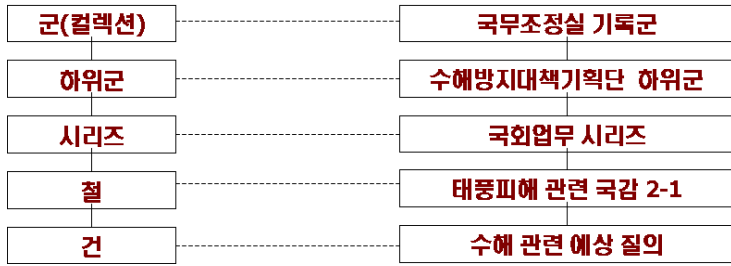 군(컬렉션) 국무조정실 기록군
하위군 수해방지대책기획단 하위군
시리즈 국회업무 시리즈
철 태풍피해 관련 국감 2-1
건 수해 관련 예상 질의